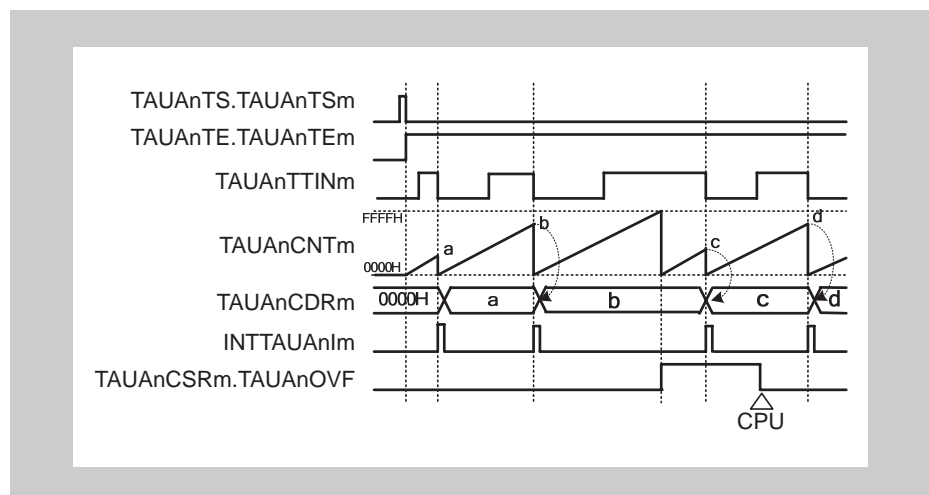 TAUAnTS.TAUAnTSm
TAUAnTE.TAUAnTEm
TAUAnTTINm
FFFFH
TAUAnCNTm
a
b
c
d
0000H
TAUAnCDRm
0000H
a
b
c
d
INTTAUAnIm
TAUAnCSRm.TAUAnOVF
CPU